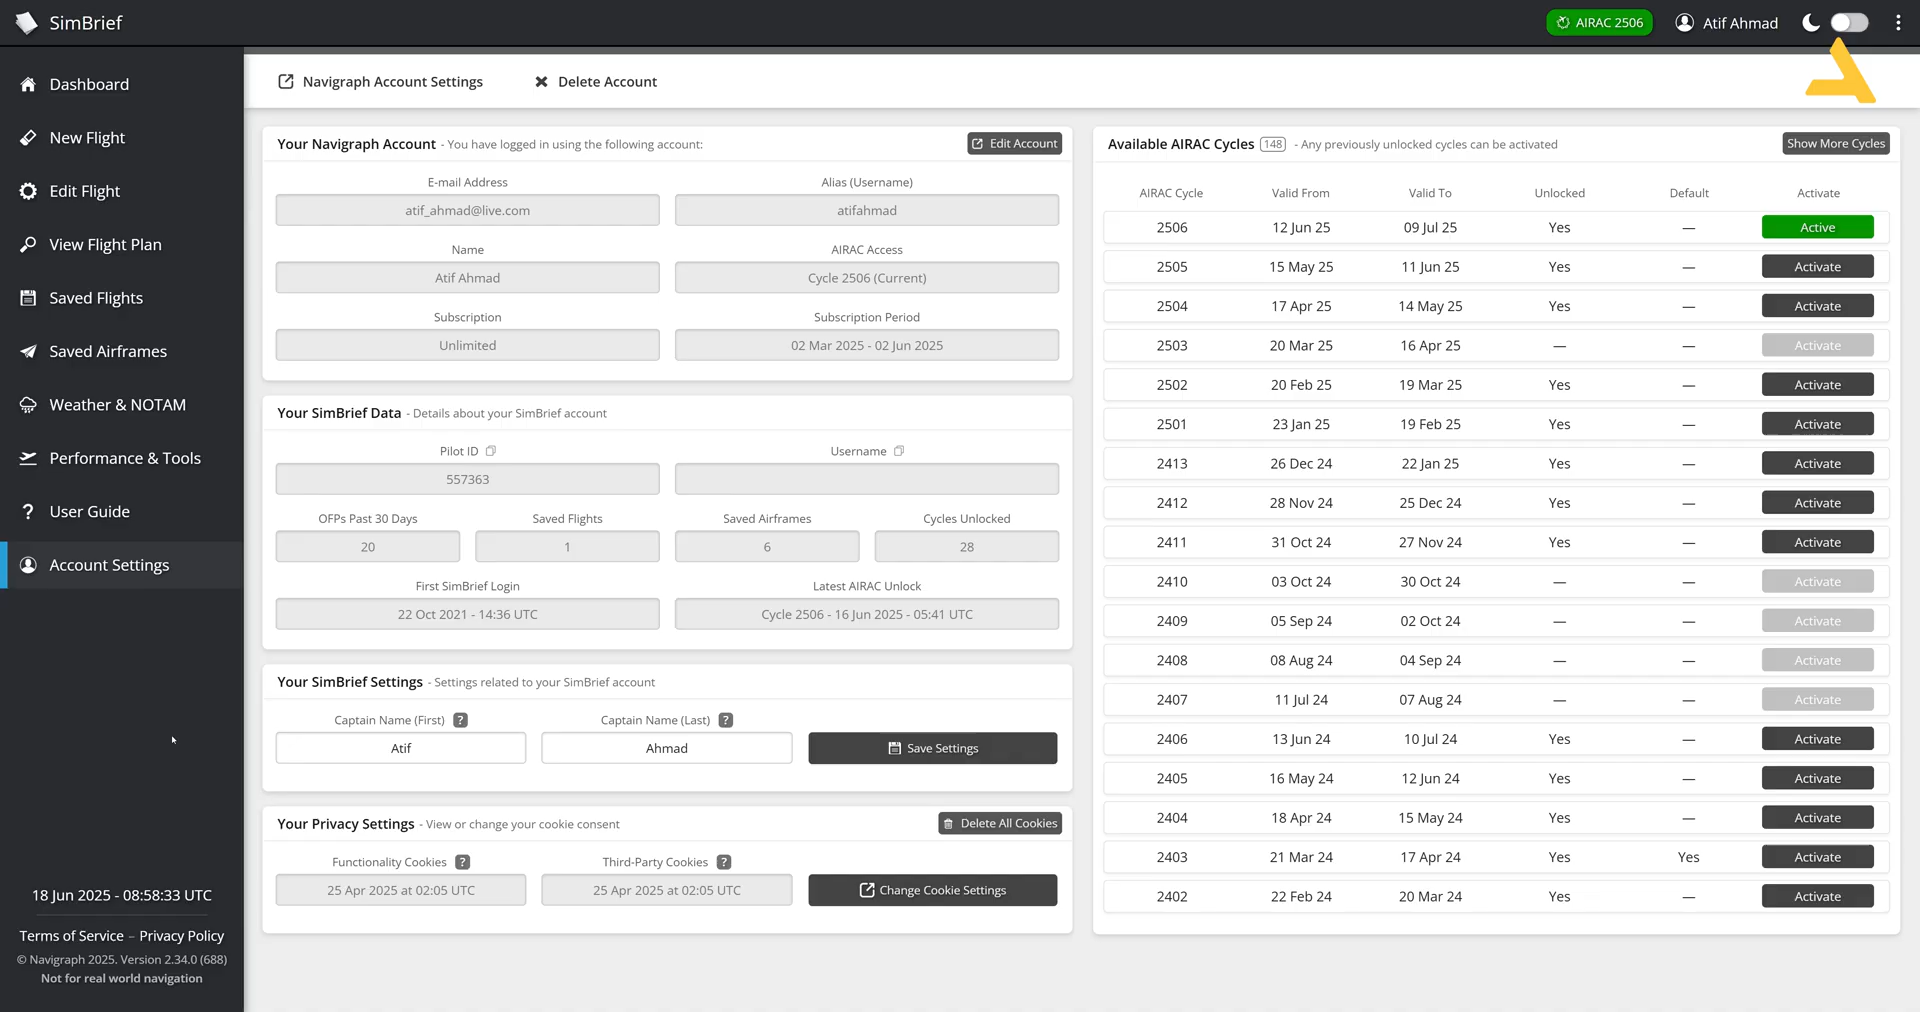 SimBrief
AIRAC 2506
Atif Ahmad
Dashboard
New Flight
Edit Flight
View Flight Plan
Saved Flights
Saved Airframes
Weather & NOTAM
Performance & Tools
User Guide
Account Settings
18 Jun 2025 - 08:58:33 UTC
Terms of Service – Privacy Policy
© Navigraph 2025. Version 2.34.0 (688)
Not for real world navigation
Navigraph Account Settings
Delete Account
Your Navigraph Account - You have logged in using the following account:
Edit Account
E-mail Address Alias (Username)
atif_ahmad@live.com atifahmad
Name AIRAC Access
Atif Ahmad Cycle 2506 (Current)
Subscription Subscription Period
Unlimited 02 Mar 2025 - 02 Jun 2025
Your SimBrief Data - Details about your SimBrief account
Pilot ID Username
557363
OFPs Past 30 Days Saved Flights Saved Airframes Cycles Unlocked
20 1 6 28
First SimBrief Login Latest AIRAC Unlock
22 Oct 2021 - 14:36 UTC Cycle 2506 - 16 Jun 2025 - 05:41 UTC
Your SimBrief Settings - Settings related to your SimBrief account
Captain Name (First) ? Captain Name (Last) ?
Atif Ahmad Save Settings
Your Privacy Settings - View or change your cookie consent
Delete All Cookies
Functionality Cookies ? Third-Party Cookies ?
25 Apr 2025 at 02:05 UTC 25 Apr 2025 at 02:05 UTC Change Cookie Settings
Available AIRAC Cycles 148 - Any previously unlocked cycles can be activated
Show More Cycles
AIRAC Cycle Valid From Valid To Unlocked Default Activate
2506 12 Jun 25 09 Jul 25 Yes — Active
2505 15 May 25 11 Jun 25 Yes — Activate
2504 17 Apr 25 14 May 25 Yes — Activate
2503 20 Mar 25 16 Apr 25 — — Activate
2502 20 Feb 25 19 Mar 25 Yes — Activate
2501 23 Jan 25 19 Feb 25 Yes — Activate
2413 26 Dec 24 22 Jan 25 Yes — Activate
2412 28 Nov 24 25 Dec 24 Yes — Activate
2411 31 Oct 24 27 Nov 24 Yes — Activate
2410 03 Oct 24 30 Oct 24 — — Activate
2409 05 Sep 24 02 Oct 24 — — Activate
2408 08 Aug 24 04 Sep 24 — — Activate
2407 11 Jul 24 07 Aug 24 — — Activate
2406 13 Jun 24 10 Jul 24 Yes — Activate
2405 16 May 24 12 Jun 24 Yes — Activate
2404 18 Apr 24 15 May 24 Yes — Activate
2403 21 Mar 24 17 Apr 24 Yes Yes Activate
2402 22 Feb 24 20 Mar 24 Yes — Activate